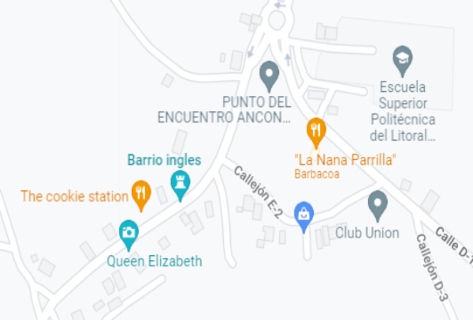 PUNTO DEL
ENCUENTRO ANCON...
Escuela
Superior
Politécnica
del Litoral...
"La Nana Parrilla"
Barbacoa
Barrio ingles
The cookie station
Callejón E-2
Queen Elizabeth
Club Union
Calle D-1
Callejón D-3